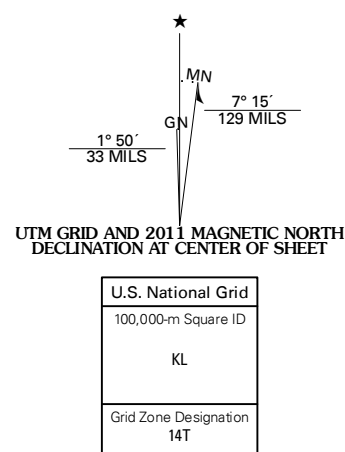 ★
MN
GN
7° 15´
129 MILS
1° 50´
33 MILS
UTM GRID AND 2011 MAGNETIC NORTH
DECLINATION AT CENTER OF SHEET
U.S. National Grid
100,000-m Square ID
KL
Grid Zone Designation
14T